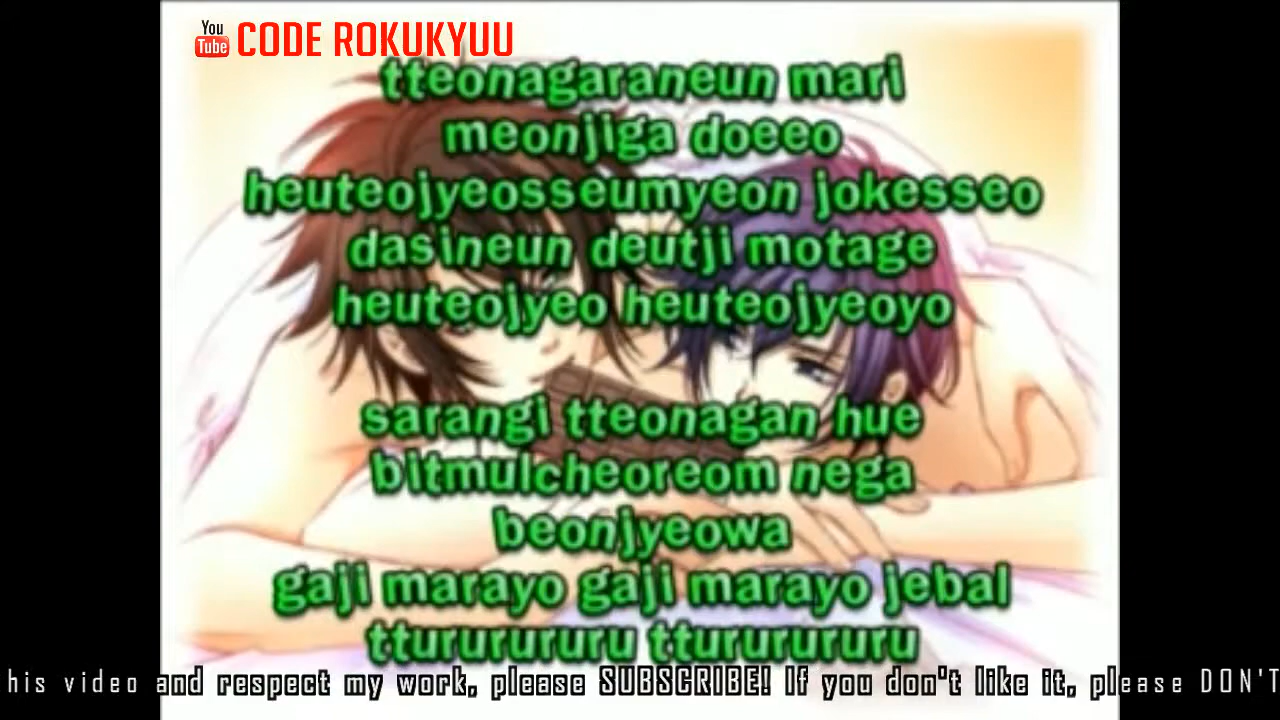 You Tube CODE ROKUKYUU
tteonagaraneun mari
meonjiga doeeo
heuteojyeosseumyeon jokesseo
dasineun deutji motage
heuteojyeo heuteojyeoyo
sarangi tteonagan hue
bitmulcheoreom nega
beonjyeowa
gaji marayo gaji marayo jebal
ttururururu ttururururu
his video and respect my work, please SUBSCRIBE! If you don't like it, please DON'T